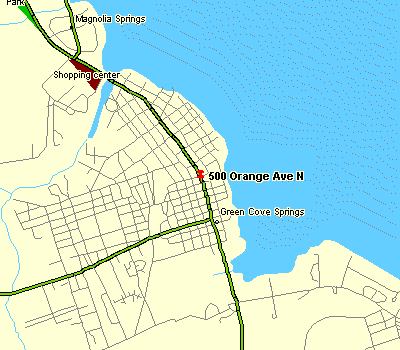 Park
Magnolia Springs
Shopping center
500 Orange Ave N
Green Cove Springs